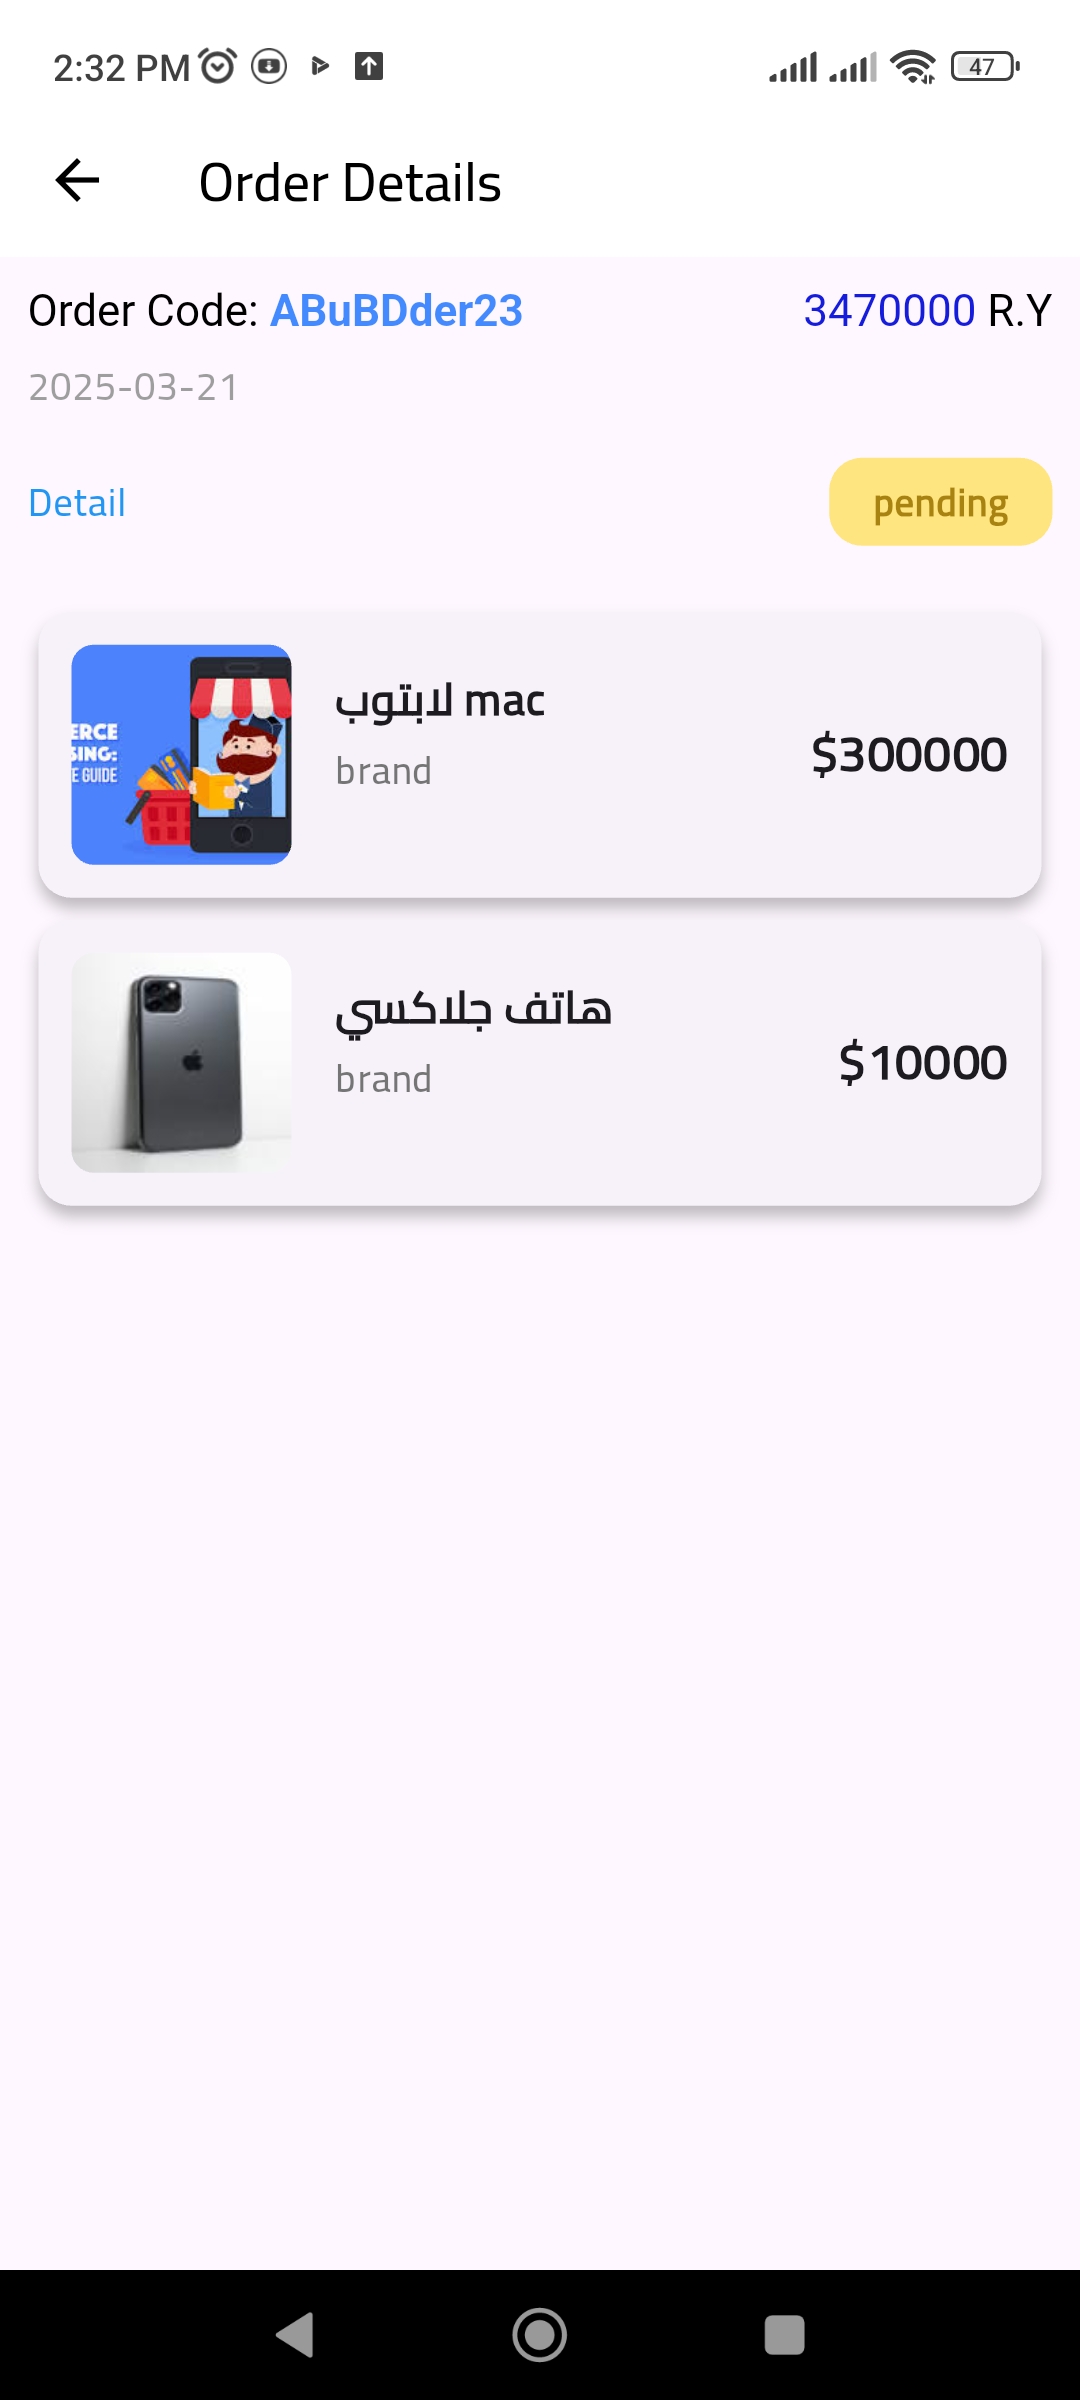 2:32 PM
47
Order Details
Order Code: ABuBDder23
3470000 R.Y
2025-03-21
Detail
pending
ERCE
SING:
E GUIDE
لابتوب mac
brand
$300000
هاتف جلاكسي
brand
$10000